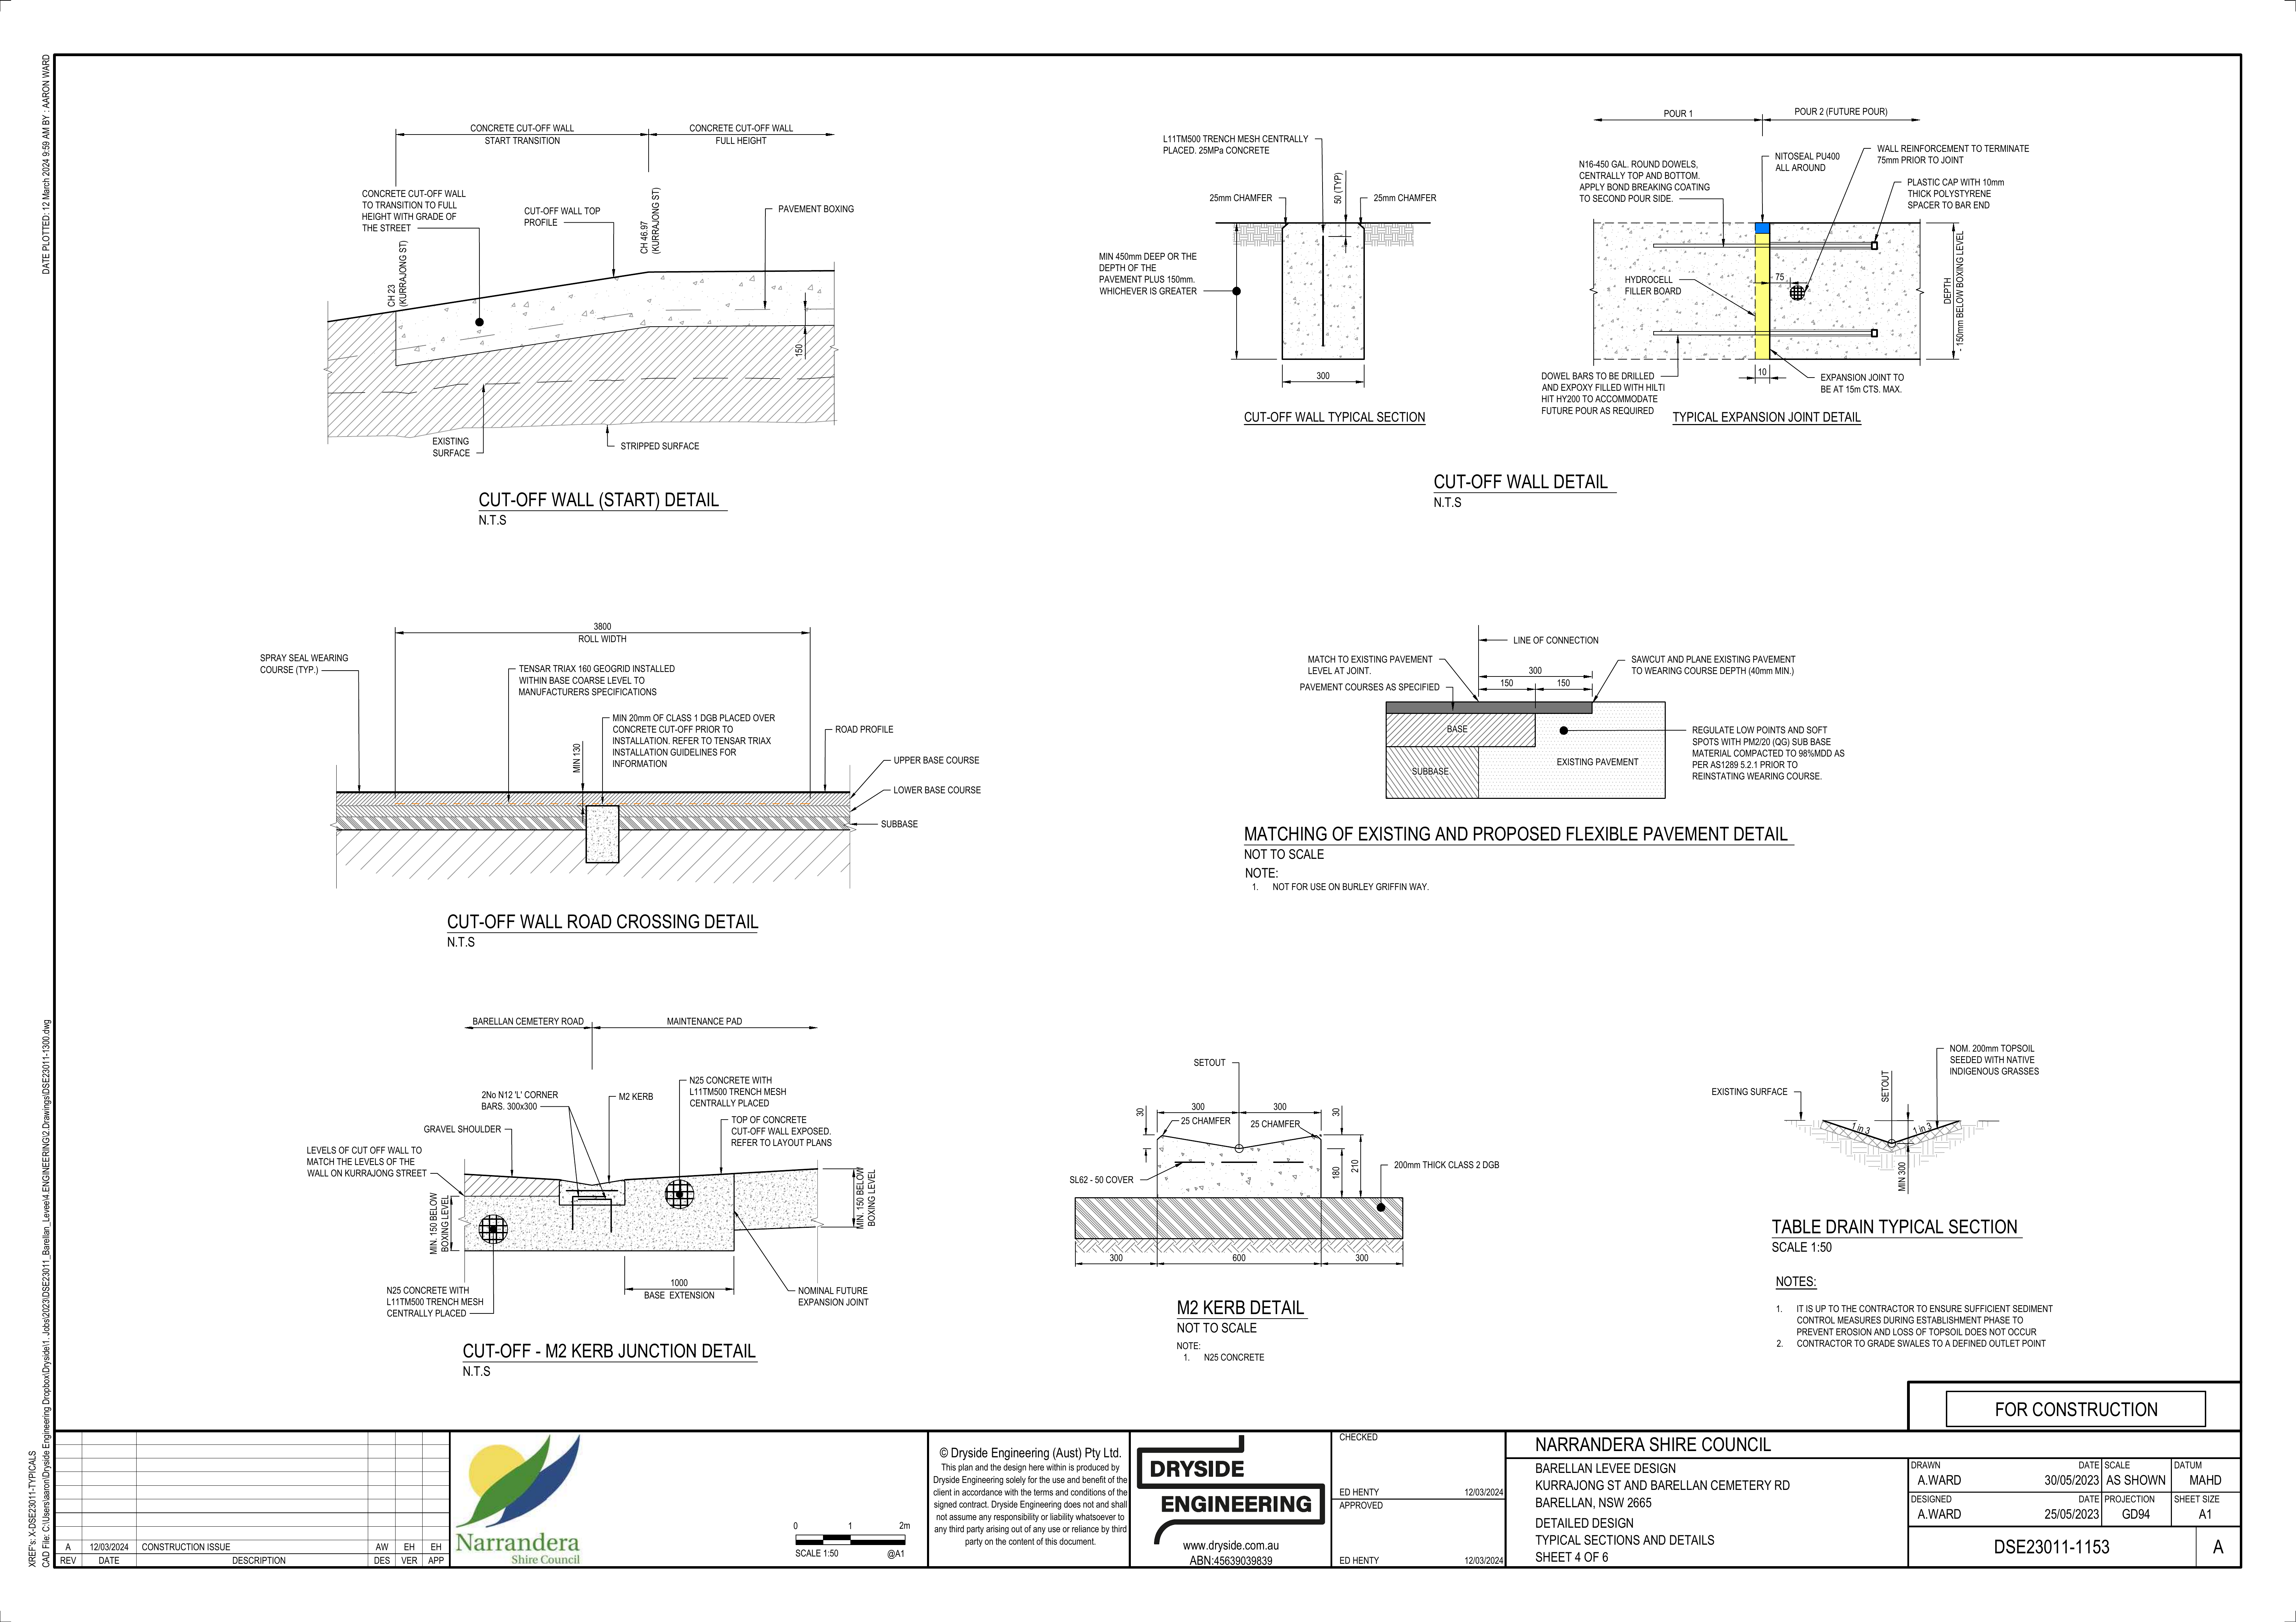 DATE PLOTTED: 12 March 2024 9:59 AM BY : AARON WARD
CAD File: C:\Users\aaron\Dryside Engineering Dropbox\Dryside\1. Jobs\2023\DSE23011_Barellan_Levee\4.ENGINEERING\2.Drawings\DSE23011-1300.dwg
XREF's: X-DSE23011-TYPICALS
CONCRETE CUT-OFF WALL
START TRANSITION
CONCRETE CUT-OFF WALL
FULL HEIGHT
CONCRETE CUT-OFF WALL
TO TRANSITION TO FULL
HEIGHT WITH GRADE OF
THE STREET
CH 23
(KURRAJONG ST)
CUT-OFF WALL TOP
PROFILE
CH 46.97
(KURRAJONG ST)
PAVEMENT BOXING
150
EXISTING
SURFACE
STRIPPED SURFACE
CUT-OFF WALL (START) DETAIL
N.T.S
L11TM500 TRENCH MESH CENTRALLY
PLACED. 25MPa CONCRETE
25mm CHAMFER
50 (TYP)
25mm CHAMFER
MIN 450mm DEEP OR THE
DEPTH OF THE
PAVEMENT PLUS 150mm.
WHICHEVER IS GREATER
300
CUT-OFF WALL TYPICAL SECTION
POUR 1
POUR 2 (FUTURE POUR)
N16-450 GAL. ROUND DOWELS,
CENTRALLY TOP AND BOTTOM.
APPLY BOND BREAKING COATING
TO SECOND POUR SIDE.
NITOSEAL PU400
ALL AROUND
WALL REINFORCEMENT TO TERMINATE
75mm PRIOR TO JOINT
PLASTIC CAP WITH 10mm
THICK POLYSTYRENE
SPACER TO BAR END
HYDROCELL
FILLER BOARD
75
DEPTH
- 150mm BELOW BOXING LEVEL
10
DOWEL BARS TO BE DRILLED
AND EXPOXY FILLED WITH HILTI
HIT HY200 TO ACCOMMODATE
FUTURE POUR AS REQUIRED
EXPANSION JOINT TO
BE AT 15m CTS. MAX.
TYPICAL EXPANSION JOINT DETAIL
CUT-OFF WALL DETAIL
N.T.S
3800
ROLL WIDTH
SPRAY SEAL WEARING
COURSE (TYP.)
TENSAR TRIAX 160 GEOGRID INSTALLED
WITHIN BASE COARSE LEVEL TO
MANUFACTURERS SPECIFICATIONS
MIN 130
MIN 20mm OF CLASS 1 DGB PLACED OVER
CONCRETE CUT-OFF PRIOR TO
INSTALLATION. REFER TO TENSAR TRIAX
INSTALLATION GUIDELINES FOR
INFORMATION
ROAD PROFILE
UPPER BASE COURSE
LOWER BASE COURSE
SUBBASE
CUT-OFF WALL ROAD CROSSING DETAIL
N.T.S
LINE OF CONNECTION
MATCH TO EXISTING PAVEMENT
LEVEL AT JOINT.
PAVEMENT COURSES AS SPECIFIED
300
150
150
SAWCUT AND PLANE EXISTING PAVEMENT
TO WEARING COURSE DEPTH (40mm MIN.)
BASE
SUBBASE
EXISTING PAVEMENT
REGULATE LOW POINTS AND SOFT
SPOTS WITH PM2/20 (QG) SUB BASE
MATERIAL COMPACTED TO 98%MDD AS
PER AS1289 5.2.1 PRIOR TO
REINSTATING WEARING COURSE.
MATCHING OF EXISTING AND PROPOSED FLEXIBLE PAVEMENT DETAIL
NOT TO SCALE
NOTE:
1. NOT FOR USE ON BURLEY GRIFFIN WAY.
BARELLAN CEMETERY ROAD
MAINTENANCE PAD
2No N12 'L' CORNER
BARS. 300x300
M2 KERB
N25 CONCRETE WITH
L11TM500 TRENCH MESH
CENTRALLY PLACED
GRAVEL SHOULDER
TOP OF CONCRETE
CUT-OFF WALL EXPOSED.
REFER TO LAYOUT PLANS
LEVELS OF CUT OFF WALL TO
MATCH THE LEVELS OF THE
WALL ON KURRAJONG STREET
MIN. 150 BELOW
BOXING LEVEL
MIN. 150 BELOW
BOXING LEVEL
N25 CONCRETE WITH
L11TM500 TRENCH MESH
CENTRALLY PLACED
1000
BASE EXTENSION
NOMINAL FUTURE
EXPANSION JOINT
CUT-OFF - M2 KERB JUNCTION DETAIL
N.T.S
SETOUT
30
300
300
30
25 CHAMFER
25 CHAMFER
SL62 - 50 COVER
180
210
200mm THICK CLASS 2 DGB
300
600
300
M2 KERB DETAIL
NOT TO SCALE
NOTE:
1. N25 CONCRETE
EXISTING SURFACE
SETOUT
NOM. 200mm TOPSOIL
SEEDED WITH NATIVE
INDIGENOUS GRASSES
1 in 3
1 in 3
MIN 300
TABLE DRAIN TYPICAL SECTION
SCALE 1:50
NOTES:
1. IT IS UP TO THE CONTRACTOR TO ENSURE SUFFICIENT SEDIMENT
CONTROL MEASURES DURING ESTABLISHMENT PHASE TO
PREVENT EROSION AND LOSS OF TOPSOIL DOES NOT OCCUR
2. CONTRACTOR TO GRADE SWALES TO A DEFINED OUTLET POINT
FOR CONSTRUCTION
A 12/03/2024 CONSTRUCTION ISSUE AW EH EH
REV DATE DESCRIPTION DES VER APP
Narrandera
Shire Council
0 1 2m
SCALE 1:50 @A1
© Dryside Engineering (Aust) Pty Ltd.
This plan and the design here within is produced by
Dryside Engineering solely for the use and benefit of the
client in accordance with the terms and conditions of the
signed contract. Dryside Engineering does not and shall
not assume any responsibility or liability whatsoever to
any third party arising out of any use or reliance by third
party on the content of this document.
DRYSIDE
ENGINEERING
www.dryside.com.au
ABN:45639039839
CHECKED
ED HENTY 12/03/2024
APPROVED
ED HENTY 12/03/2024
NARRANDERA SHIRE COUNCIL
BARELLAN LEVEE DESIGN
KURRAJONG ST AND BARELLAN CEMETERY RD
BARELLAN, NSW 2665
DETAILED DESIGN
TYPICAL SECTIONS AND DETAILS
SHEET 4 OF 6
DRAWN DATE SCALE DATUM
A.WARD 30/05/2023 AS SHOWN MAHD
DESIGNED DATE PROJECTION SHEET SIZE
A.WARD 25/05/2023 GD94 A1
DSE23011-1153 A